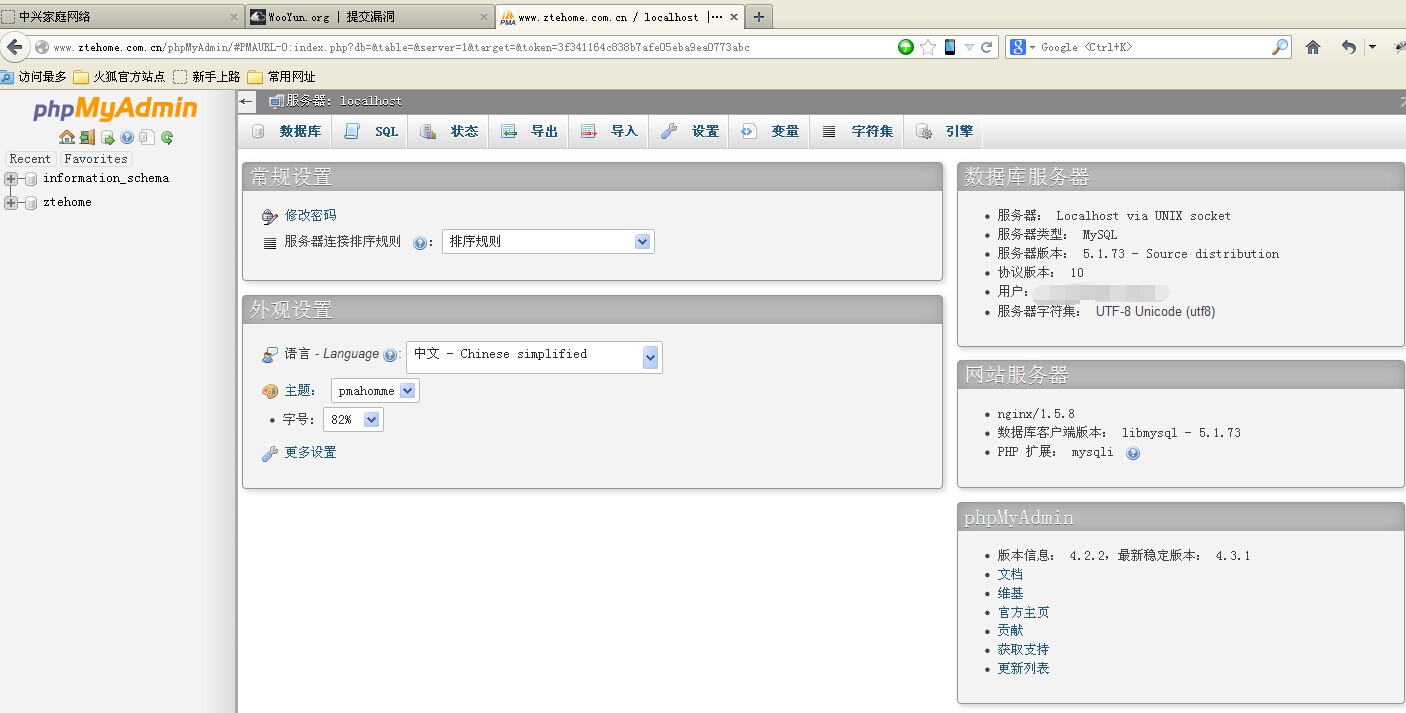 中兴家庭网络
WooYun.org | 提交漏洞
www.ztehome.com.cn / localhost |…
www.ztehome.com.cn/phpMyAdmin/#PMAURL-0:index.php?db=&table=&server=1&target=&token=3f341164c838b7afe05eba9ea0773abc
Google <Ctrl+K>
访问最多
火狐官方站点
新手上路
常用网址
phpMyAdmin
Recent
Favorites
information_schema
ztehome
服务器: localhost
数据库
SQL
状态
导出
导入
设置
变量
字符集
引擎
常规设置
修改密码
服务器连接排序规则 :
排序规则
外观设置
语言 - Language :
中文 - Chinese simplified
主题:
pmahomme
字号:
82%
更多设置
数据库服务器
服务器: Localhost via UNIX socket
服务器类型: MySQL
服务器版本: 5.1.73 - Source distribution
协议版本: 10
用户:
服务器字符集: UTF-8 Unicode (utf8)
网站服务器
nginx/1.5.8
数据库客户端版本: libmysql - 5.1.73
PHP 扩展: mysqli
phpMyAdmin
版本信息: 4.2.2, 最新稳定版本: 4.3.1
文档
维基
官方主页
贡献
获取支持
更新列表